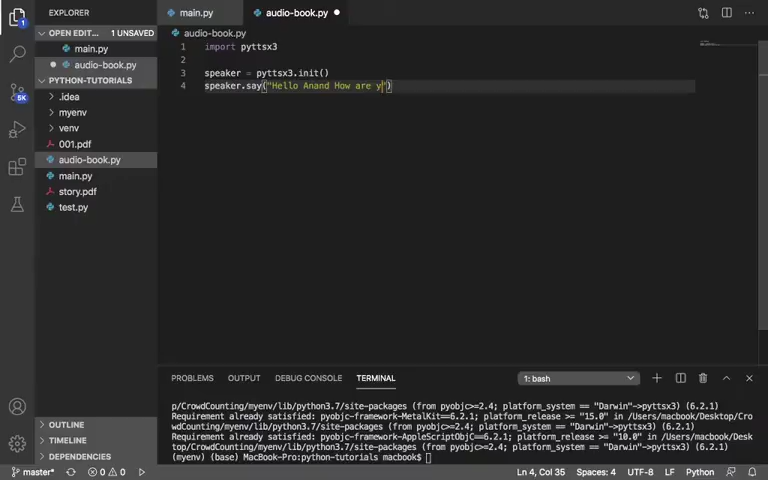 EXPLORER
main.py
audio-book.py
OPEN EDIT... 1 UNSAVED
main.py
audio-book.py
PYTHON-TUTORIALS
.idea
myenv
venv
001.pdf
audio-book.py
main.py
story.pdf
test.py
OUTLINE
TIMELINE
DEPENDENCIES
1
5K
audio-book.py
1 import pyttsx3
2
3 speaker = pyttsx3.init()
4 speaker.say("Hello Anand How are y")
PROBLEMS OUTPUT DEBUG CONSOLE TERMINAL 1: bash
p/CrowdCounting/myenv/lib/python3.7/site-packages (from pyobjc>=2.4; platform_system == "Darwin"->pyttsx3) (6.2.1)
Requirement already satisfied: pyobjc-framework-MetalKit==6.2.1; platform_release >= "15.0" in /Users/macbook/Desktop/Cro
wdCounting/myenv/lib/python3.7/site-packages (from pyobjc>=2.4; platform_system == "Darwin"->pyttsx3) (6.2.1)
Requirement already satisfied: pyobjc-framework-AppleScriptObjC==6.2.1; platform_release >= "10.0" in /Users/macbook/Desk
top/CrowdCounting/myenv/lib/python3.7/site-packages (from pyobjc>=2.4; platform_system == "Darwin"->pyttsx3) (6.2.1)
(myenv) (base) MacBook-Pro:python-tutorials macbook$
master* 0 0 Ln 4, Col 35 Spaces: 4 UTF-8 LF Python